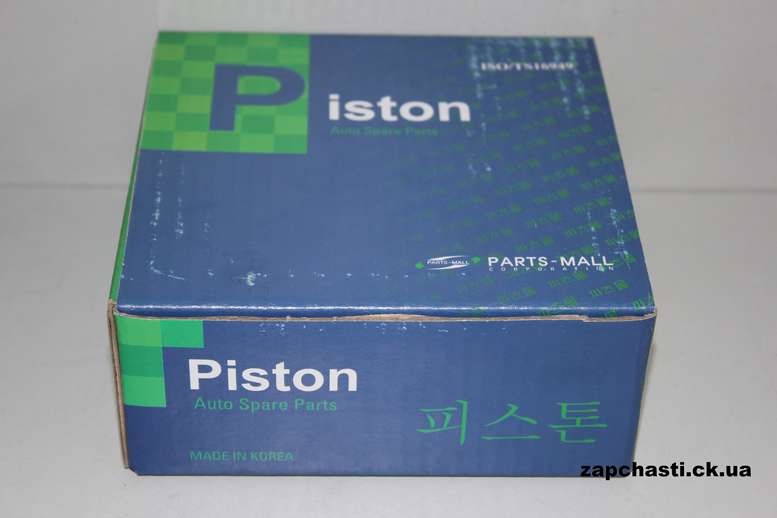 Piston
Auto Spare Parts
ISO/TS16949
PARTS-MALL
PARTS-MALL
CORPORATION
Piston
Auto Spare Parts
피스톤
MADE IN KOREA
zapchasti.ck.ua